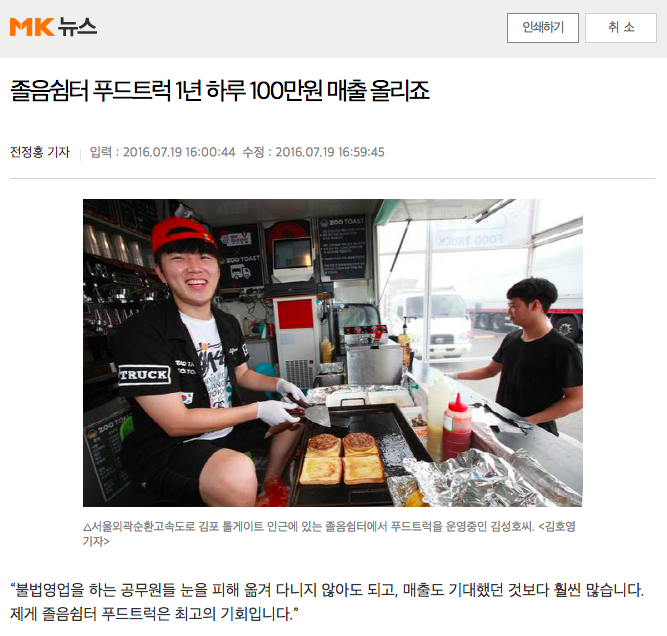 MK 뉴스
인쇄하기
취 소
졸음쉼터 푸드트럭 1년 하루 100만원 매출 올리죠
전정홍 기자
입력 : 2016.07.19 16:00:44 수정 : 2016.07.19 16:59:45
ZOO TOAST
ZOO TOAST
FOOD TRUCK
TRUCK
ZOO TOAST
△서울외곽순환고속도로 김포 톨게이트 인근에 있는 졸음쉼터에서 푸드트럭을 운영중인 김성호씨. <김호영
기자>
“불법영업을 하는 공무원들 눈을 피해 옮겨 다니지 않아도 되고, 매출도 기대했던 것보다 훨씬 많습니다.
제게 졸음쉼터 푸드트럭은 최고의 기회입니다.”